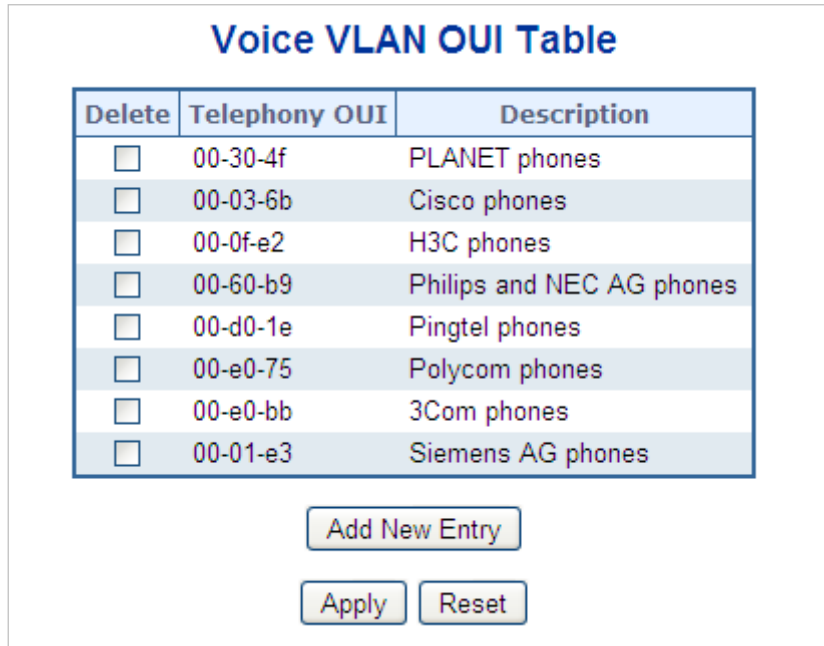 Voice VLAN OUI Table
Delete Telephony OUI Description
00-30-4f PLANET phones
00-03-6b Cisco phones
00-0f-e2 H3C phones
00-60-b9 Philips and NEC AG phones
00-d0-1e Pingtel phones
00-e0-75 Polycom phones
00-e0-bb 3Com phones
00-01-e3 Siemens AG phones
Add New Entry
Apply Reset